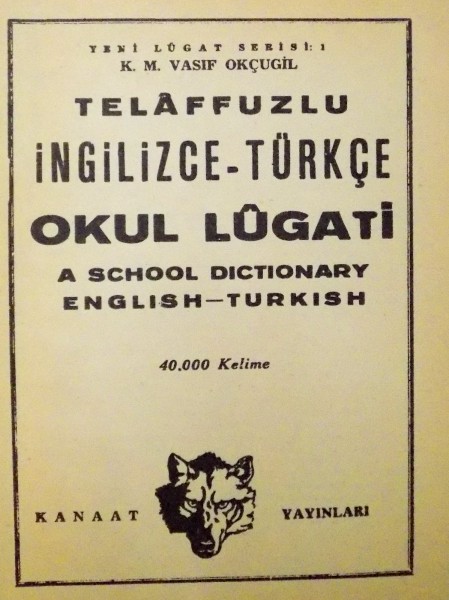 YENİ LÛGAT SERİSİ: 1
K. M. VASIF OKÇUGİL
TELÂFFUZLU
İNGİLİZCE-TÜRKÇE
OKUL LÛGATİ
A SCHOOL DICTIONARY
ENGLISH—TURKISH
40.000 Kelime
KANAAT YAYINLARI